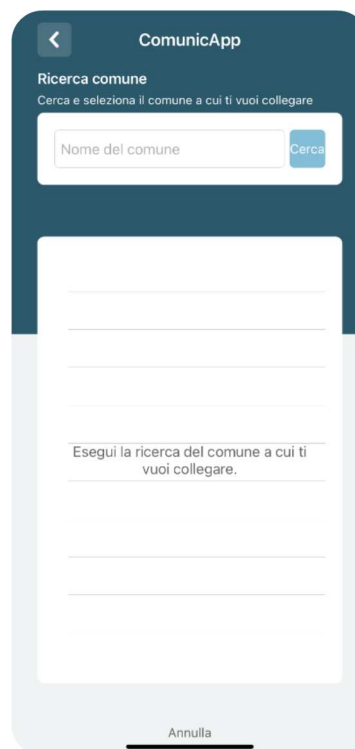 ComunicApp
Ricerca comune
Cerca e seleziona il comune a cui ti vuoi collegare
Nome del comune
Cerca
Esegui la ricerca del comune a cui ti
vuoi collegare.
Annulla